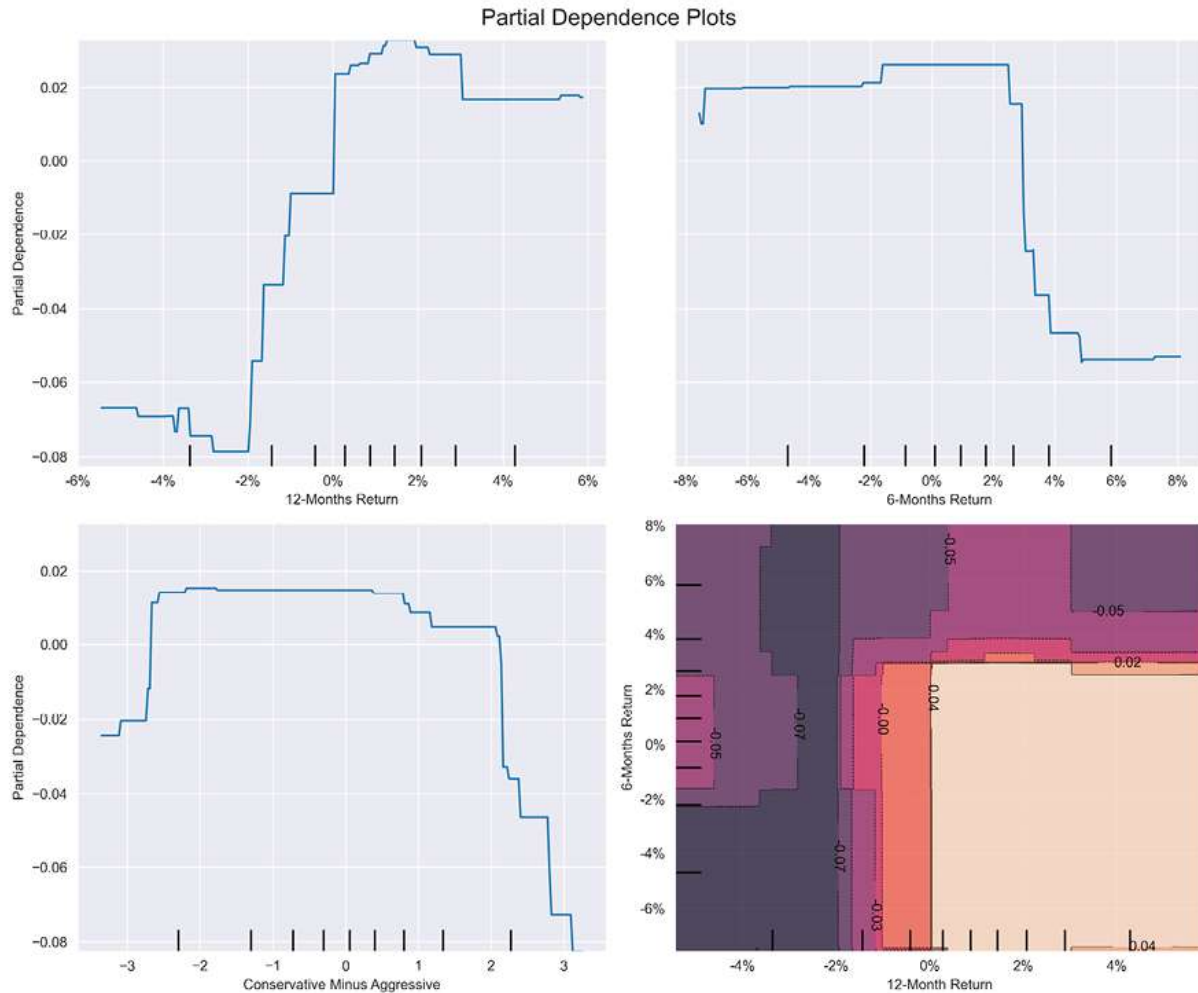 Partial Dependence Plots
0.02
0.00
−0.02
−0.04
−0.06
−0.08
Partial Dependence
-6% -4% -2% 0% 2% 4% 6%
12-Months Return
-8% -6% -4% -2% 0% 2% 4% 6% 8%
6-Months Return
0.02
0.00
−0.02
−0.04
−0.06
−0.08
Partial Dependence
−3 −2 −1 0 1 2 3
Conservative Minus Aggressive
8%
6%
4%
2%
0%
-2%
-4%
-6%
6-Months Return
-0.05
-0.05
0.02
0.04
-0.00
-0.07
-0.05
-0.07
-0.03
0.04
-4% -2% 0% 2% 4%
12-Month Return